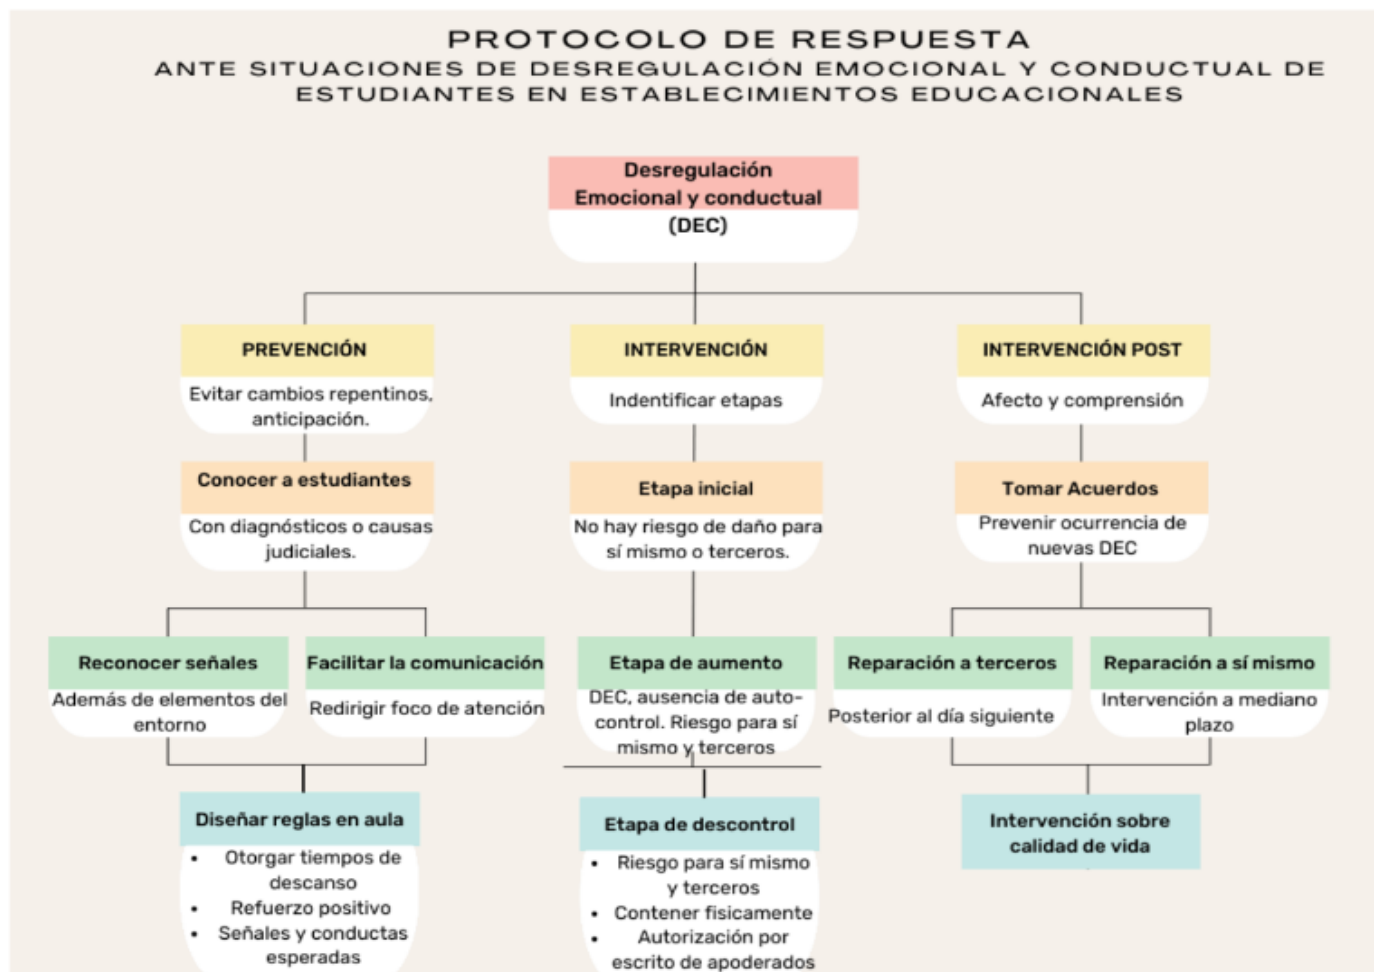 PROTOCOLO DE RESPUESTA
ANTE SITUACIONES DE DESREGULACIÓN EMOCIONAL Y CONDUCTUAL DE
ESTUDIANTES EN ESTABLECIMIENTOS EDUCACIONALES
Desregulación
Emocional y conductual
(DEC)
PREVENCIÓN
Evitar cambios repentinos,
anticipación.
Conocer a estudiantes
Con diagnósticos o causas
judiciales.
Reconocer señales
Además de elementos del
entorno
Facilitar la comunicación
Redirigir foco de atención
Diseñar reglas en aula
• Otorgar tiempos de
descanso
• Refuerzo positivo
• Señales y conductas
esperadas
INTERVENCIÓN
Indentificar etapas
Etapa inicial
No hay riesgo de daño para
sí mismo o terceros.
Etapa de aumento
DEC, ausencia de auto-
control. Riesgo para sí
mismo y terceros
Etapa de descontrol
• Riesgo para sí mismo
y terceros
• Contener fisicamente
• Autorización por
escrito de apoderados
INTERVENCIÓN POST
Afecto y comprensión
Tomar Acuerdos
Prevenir ocurrencia de
nuevas DEC
Reparación a terceros
Posterior al día siguiente
Reparación a sí mismo
Intervención a mediano
plazo
Intervención sobre
calidad de vida